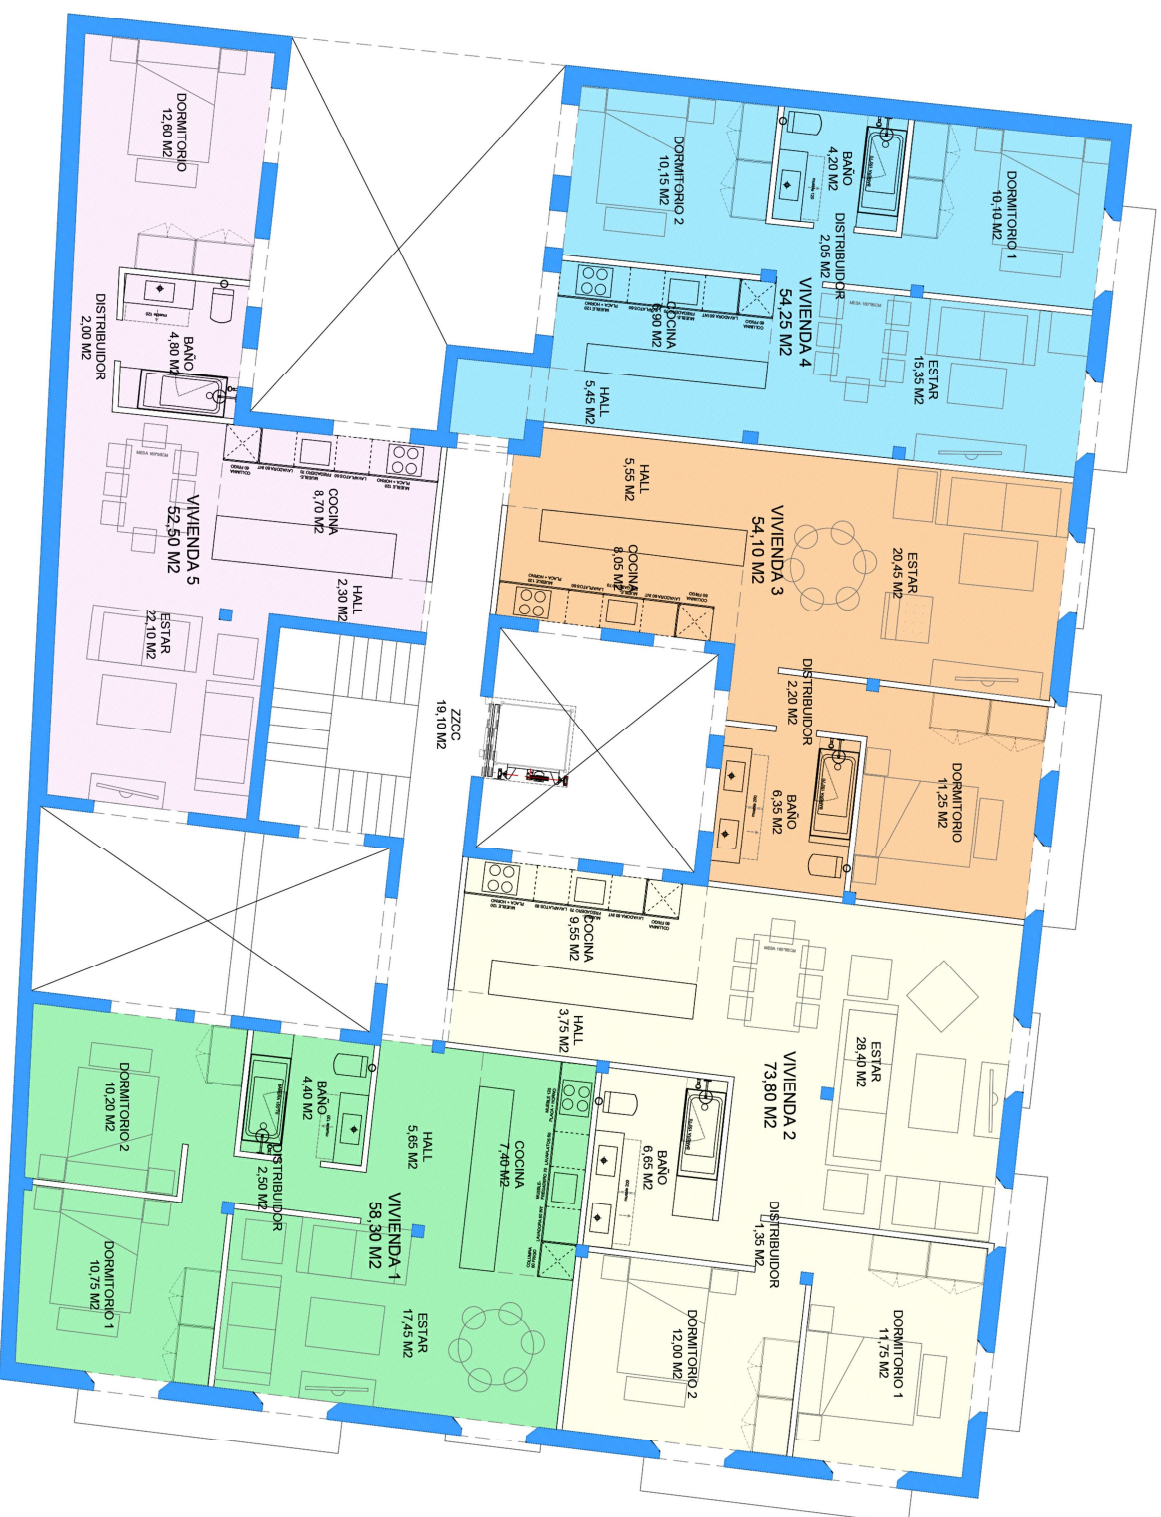 DORMITORIO
12,60 M2
BAÑO
4,80 M2
DISTRIBUIDOR
2,00 M2
VIVIENDA 5
52,50 M2
COCINA
8,70 M2
HALL
2,30 M2
ESTAR
22,10 M2
DORMITORIO 2
10,15 M2
BAÑO
4,20 M2
DORMITORIO 1
10,10 M2
DISTRIBUIDOR
2,05 M2
VIVIENDA 4
54,25 M2
COCINA
6,90 M2
HALL
5,45 M2
ESTAR
15,35 M2
HALL
5,55 M2
VIVIENDA 3
54,10 M2
COCINA
8,05 M2
ESTAR
20,45 M2
DISTRIBUIDOR
2,20 M2
BAÑO
6,35 M2
DORMITORIO
11,25 M2
ZZCC
19,10 M2
COCINA
9,55 M2
HALL
3,75 M2
VIVIENDA 2
73,80 M2
ESTAR
28,40 M2
BAÑO
6,65 M2
DISTRIBUIDOR
1,35 M2
DORMITORIO 2
12,00 M2
DORMITORIO 1
11,75 M2
DORMITORIO 2
10,20 M2
BAÑO
4,40 M2
HALL
5,65 M2
COCINA
7,40 M2
DISTRIBUIDOR
2,50 M2
VIVIENDA 1
58,30 M2
DORMITORIO 1
10,75 M2
ESTAR
17,45 M2